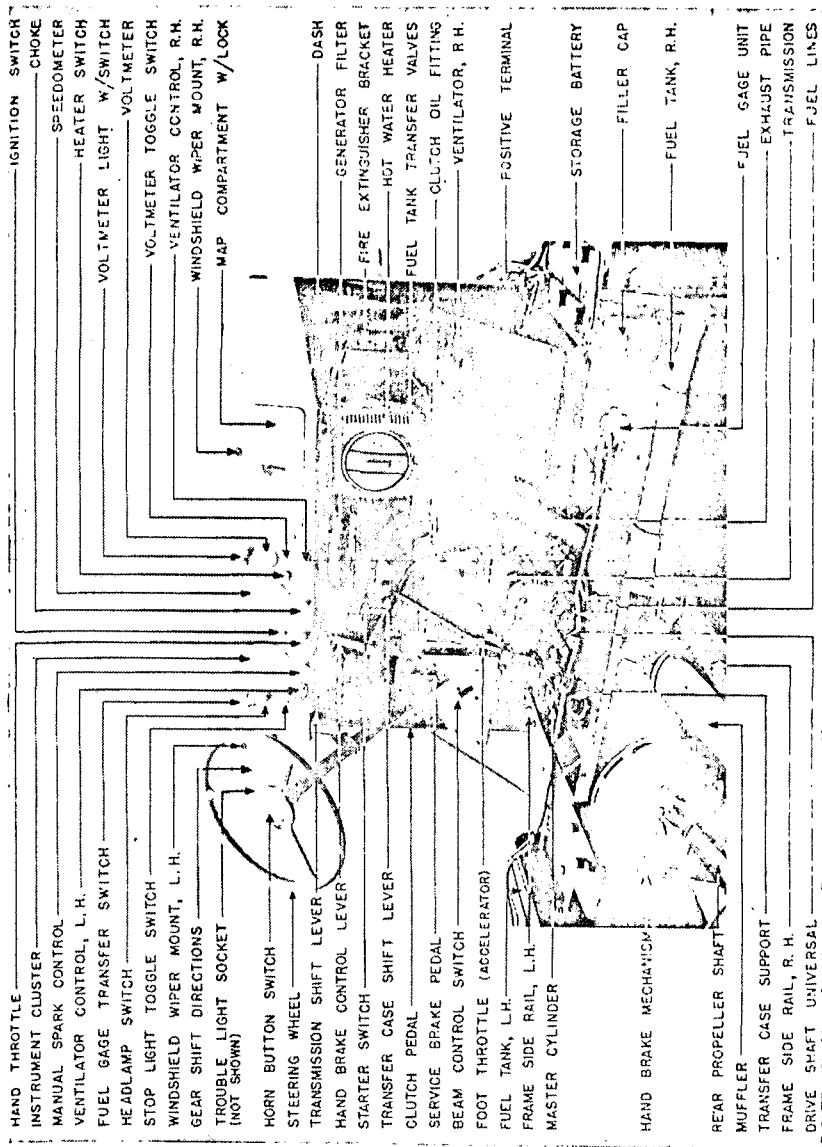 HAND THROTTLE
INSTRUMENT CLUSTER
MANUAL SPARK CONTROL
VENTILATOR CONTROL, L.H.
FUEL GAGE TRANSFER SWITCH
HEADLAMP SWITCH
STOP LIGHT TOGGLE SWITCH
WINDSHIELD WIPER MOUNT, L.H.
GEAR SHIFT DIRECTIONS
TROUBLE LIGHT SOCKET
(NOT SHOWN)
HORN BUTTON SWITCH
STEERING WHEEL
TRANSMISSION SHIFT LEVER
HAND BRAKE CONTROL LEVER
STARTER SWITCH
TRANSFER CASE SHIFT LEVER
CLUTCH PEDAL
SERVICE BRAKE PEDAL
BEAM CONTROL SWITCH
FOOT THROTTLE (ACCELERATOR)
FUEL TANK, L.H.
FRAME SIDE RAIL, L.H.
MASTER CYLINDER
HAND BRAKE MECHANISM
REAR PROPELLER SHAFT
MUFFLER
TRANSFER CASE SUPPORT
FRAME SIDE RAIL, R.H.
DRIVE SHAFT UNIVERSAL
IGNITION SWITCH
CHOKE
SPEEDOMETER
HEATER SWITCH
VOLTMETER LIGHT W/SWITCH
VOLTMETER
VOLTMETER TOGGLE SWITCH
VENTILATOR CONTROL, R.H.
WINDSHIELD WIPER MOUNT, R.H.
MAP COMPARTMENT W/LOCK
DASH
GENERATOR FILTER
FIRE EXTINGUISHER BRACKET
HOT WATER HEATER
FUEL TANK TRANSFER VALVES
CLUTCH OIL FITTING
VENTILATOR, R.H.
POSITIVE TERMINAL
STORAGE BATTERY
FILLER CAP
FUEL TANK, R.H.
FUEL GAGE UNIT
EXHAUST PIPE
TRANSMISSION
FUEL LINES